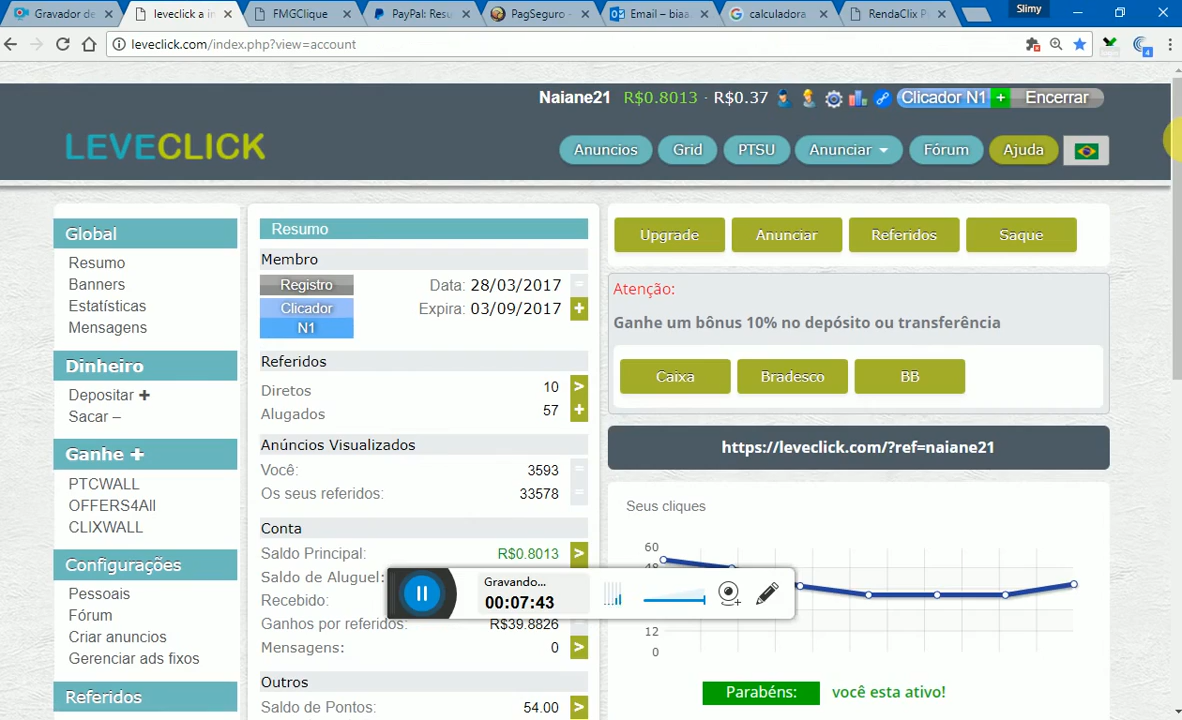 Gravador de
leveclick a in
FMGClique
PayPal: Resu
PagSeguro -
Email – biaa
calculadora
RendaClix P
Slimy
leveclick.com/index.php?view=account
4
Naiane21 R$0.8013 · R$0.37 Clicador N1 + Encerrar
LEVECLICK
Anuncios Grid PTSU Anunciar Fórum Ajuda
Global
Resumo
Banners
Estatísticas
Mensagens
Dinheiro
Depositar +
Sacar –
Ganhe +
PTCWALL
OFFERS4All
CLIXWALL
Configurações
Pessoais
Fórum
Criar anuncios
Gerenciar ads fixos
Referidos
Resumo
Membro
Registro Data: 28/03/2017 =
Clicador Expira: 03/09/2017 +
N1
Referidos
Diretos 10 >
Alugados 57 +
Anúncios Visualizados
Você: 3593 =
Os seus referidos: 33578 =
Conta
Saldo Principal: R$0.8013 >
Saldo de Aluguel:
Recebido:
Ganhos por referidos: R$39.8826 =
Mensagens: 0 >
Outros
Saldo de Pontos: 54.00 >
Gravando...
00:07:43
Upgrade Anunciar Referidos Saque
Atenção:
Ganhe um bônus 10% no depósito ou transferência
Caixa Bradesco BB
https://leveclick.com/?ref=naiane21
Seus cliques
60
48
12
0
Parabéns: você esta ativo!